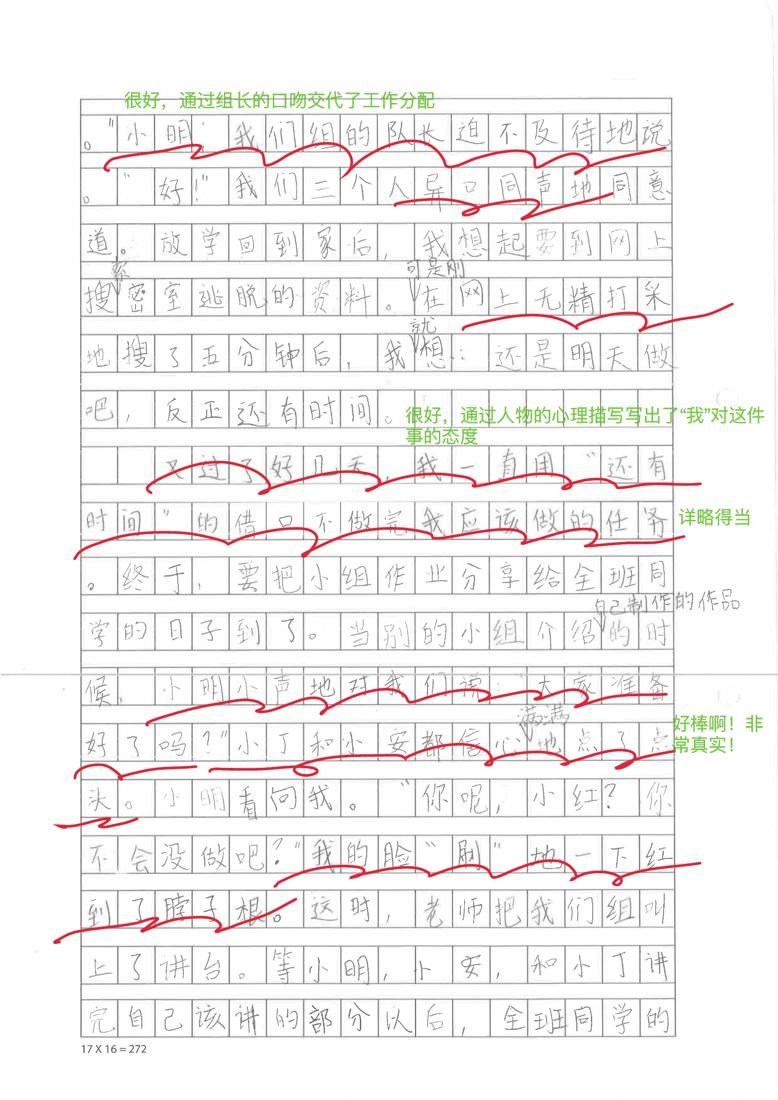 很好，通过组长的口吻交代了工作分配
。"小明，我们组的队长迫不及待地说
。"好！"我们三个人异口同声地同意
道。放学回到家后，我想起要到网上
索
可是刚
搜密室逃脱的资料。在网上无精打采
就
地搜了五分钟后，我想：还是明天做
吧，反正还有时间。
很好，通过人物的心理描写写出了“我”对这件
事的态度
又过了好几天，我一直用"还有
时间"的借口不做完我应该做的任务
详略得当
。终于，要把小组作业分享给全班同
自己制作的作品
学的日子到了。当别的小组介绍的时
候，小明小声地对我们说："大家准备
满满
好了吗？"小丁和小安都信心地点了点
好棒啊！非
常真实！
头。小明看向我。"你呢，小红？你
不会没做吧？"我的脸"刷"地一下红
到了脖子根。这时，老师把我们组叫
上了讲台。等小明，小安，和小丁讲
完自己该讲的部分以后，全班同学的
17 X 16 = 272